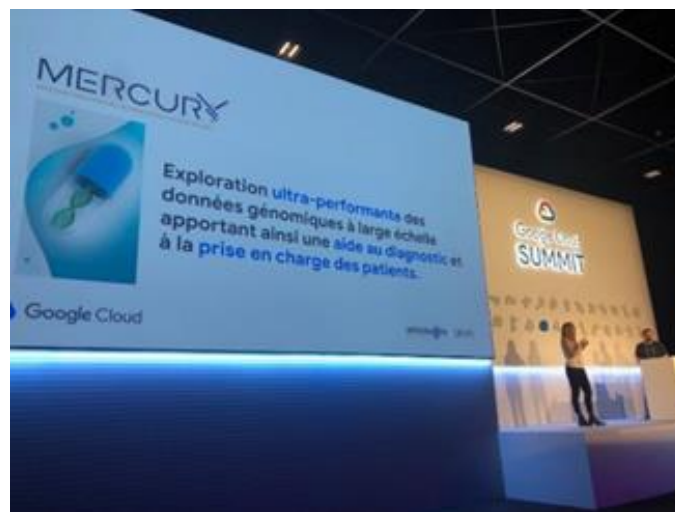 MERCURY
Exploration ultra-performante des
données génomiques à large échelle
apportant ainsi une aide au diagnostic et
à la prise en charge des patients.
Google Cloud
Google Cloud
SUMMIT